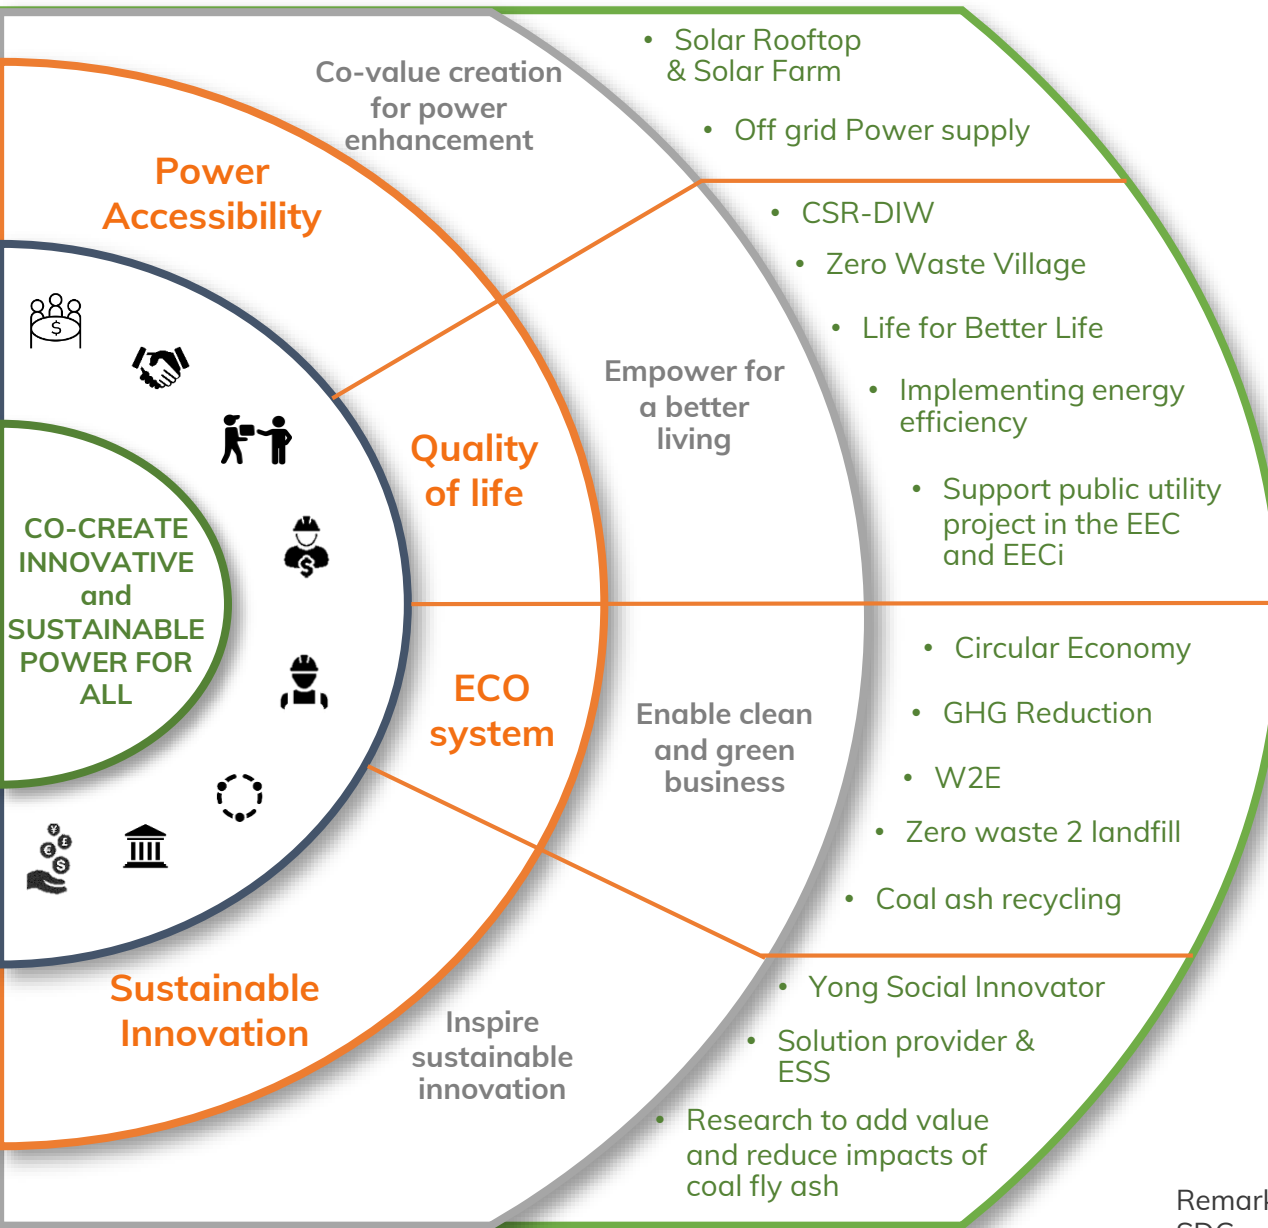 CO-CREATE
INNOVATIVE
and
SUSTAINABLE
POWER FOR
ALL
Power
Accessibility
Quality
of life
ECO
system
Sustainable
Innovation
Co-value creation
for power
enhancement
Empower for
a better
living
Enable clean
and green
business
Inspire
sustainable
innovation
• Solar Rooftop
& Solar Farm
• Off grid Power supply
• CSR-DIW
• Zero Waste Village
• Life for Better Life
• Implementing energy
efficiency
• Support public utility
project in the EEC
and EECi
• Circular Economy
• GHG Reduction
• W2E
• Zero waste 2 landfill
• Coal ash recycling
• Yong Social Innovator
• Solution provider &
ESS
• Research to add value
and reduce impacts of
coal fly ash
Remark